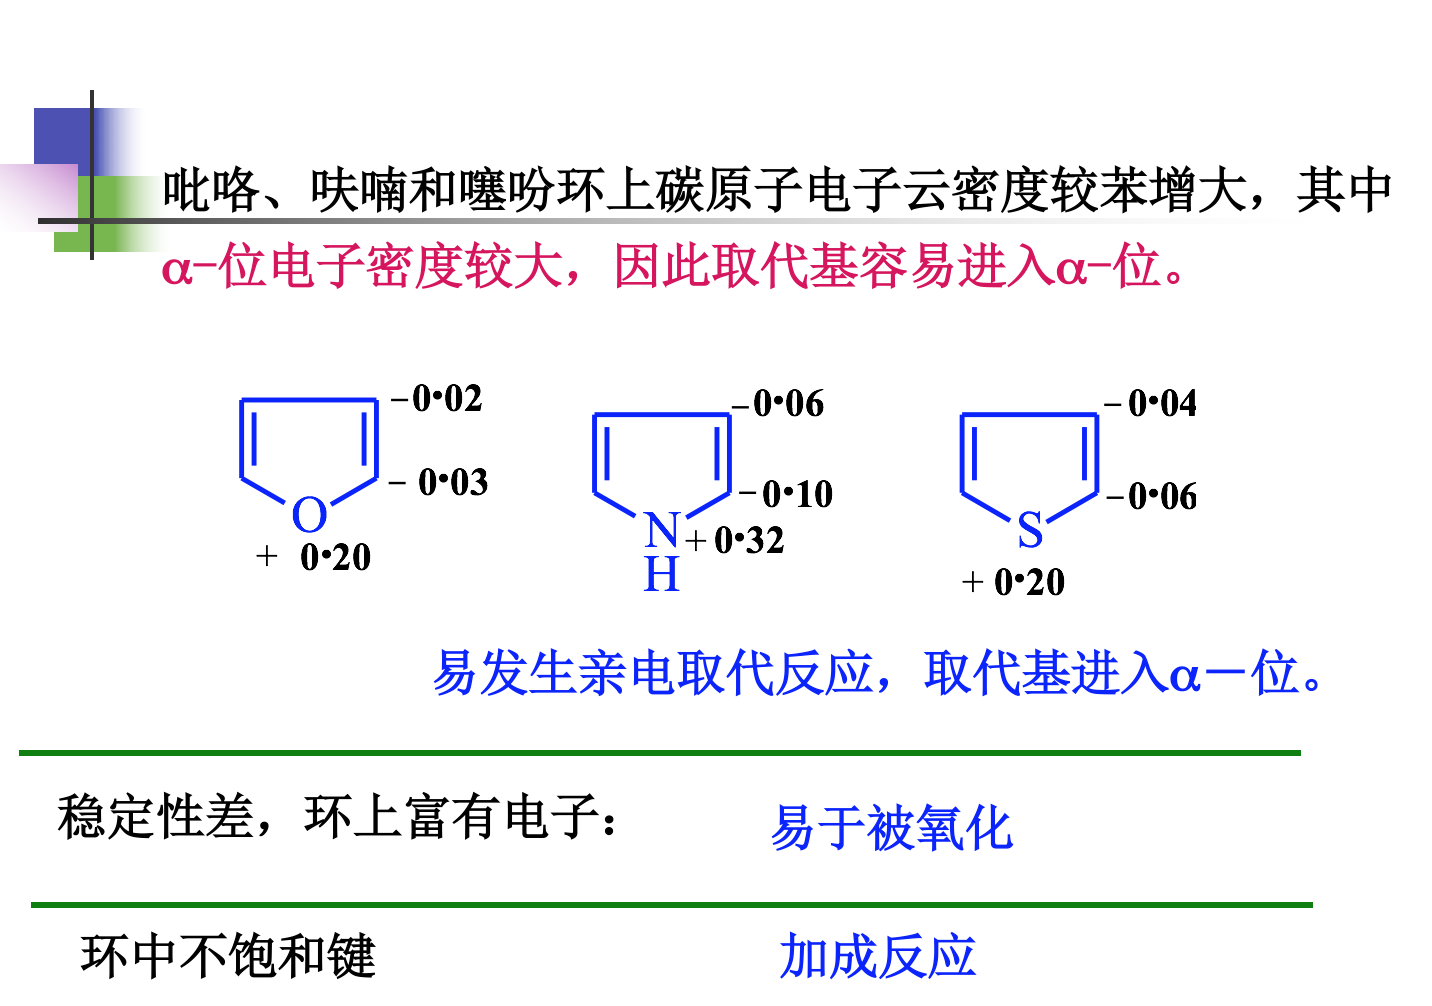 吡咯、呋喃和噻吩环上碳原子电子云密度较苯增大，其中
α-位电子密度较大，因此取代基容易进入α-位。
−0·02
−0·06
−0·04
− 0·03
−0·10
−0·06
O
N
S
+ 0·20
+0·32
H
+ 0·20
易发生亲电取代反应，取代基进入α－位。
稳定性差，环上富有电子：
易于被氧化
环中不饱和键
加成反应